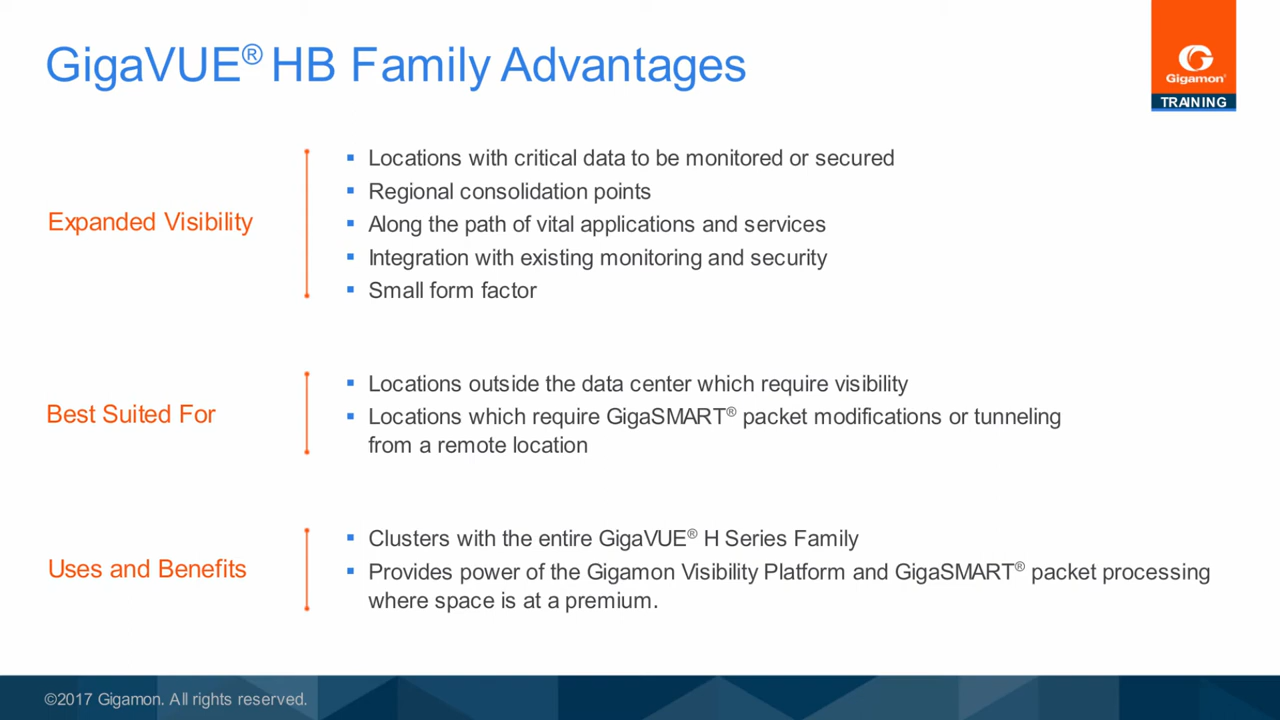 GigaVUE® HB Family Advantages
Gigamon®
TRAINING
Expanded Visibility
▪ Locations with critical data to be monitored or secured
▪ Regional consolidation points
▪ Along the path of vital applications and services
▪ Integration with existing monitoring and security
▪ Small form factor
Best Suited For
▪ Locations outside the data center which require visibility
▪ Locations which require GigaSMART® packet modifications or tunneling
from a remote location
Uses and Benefits
▪ Clusters with the entire GigaVUE® H Series Family
▪ Provides power of the Gigamon Visibility Platform and GigaSMART® packet processing
where space is at a premium.
©2017 Gigamon. All rights reserved.